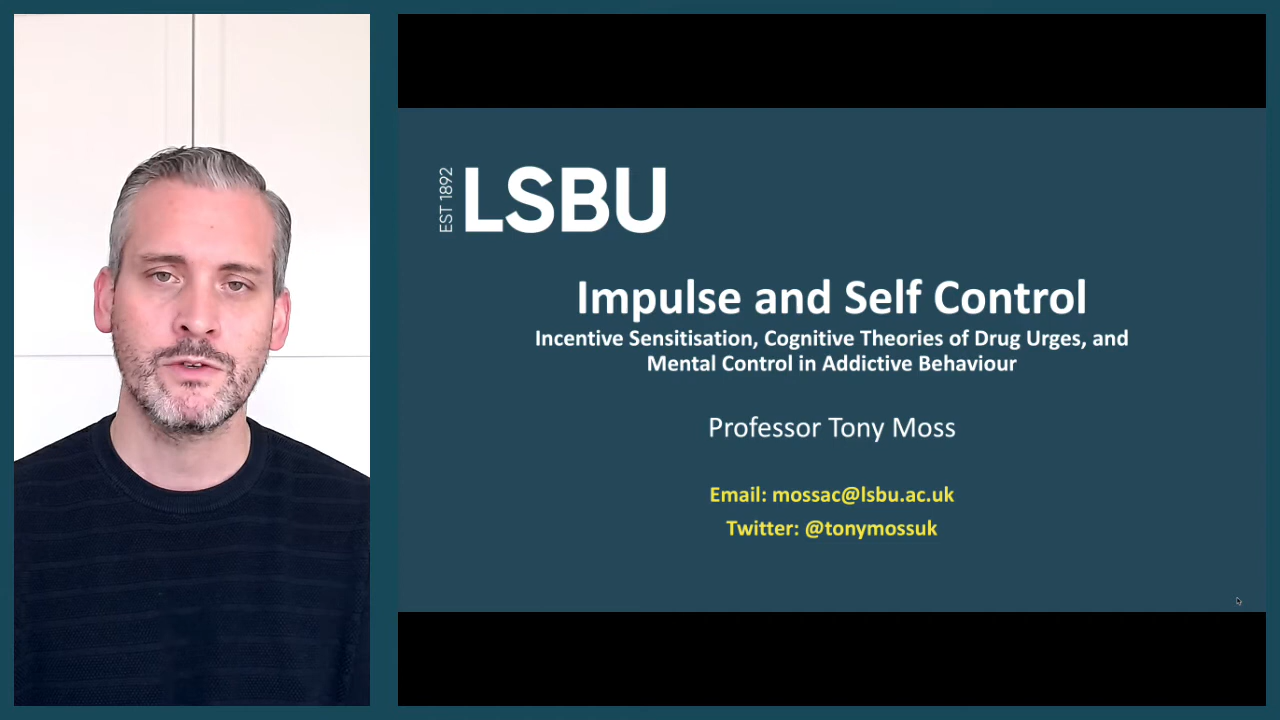 EST 1892
LSBU
Impulse and Self Control
Incentive Sensitisation, Cognitive Theories of Drug Urges, and
Mental Control in Addictive Behaviour
Professor Tony Moss
Email: mossac@lsbu.ac.uk
Twitter: @tonymossuk